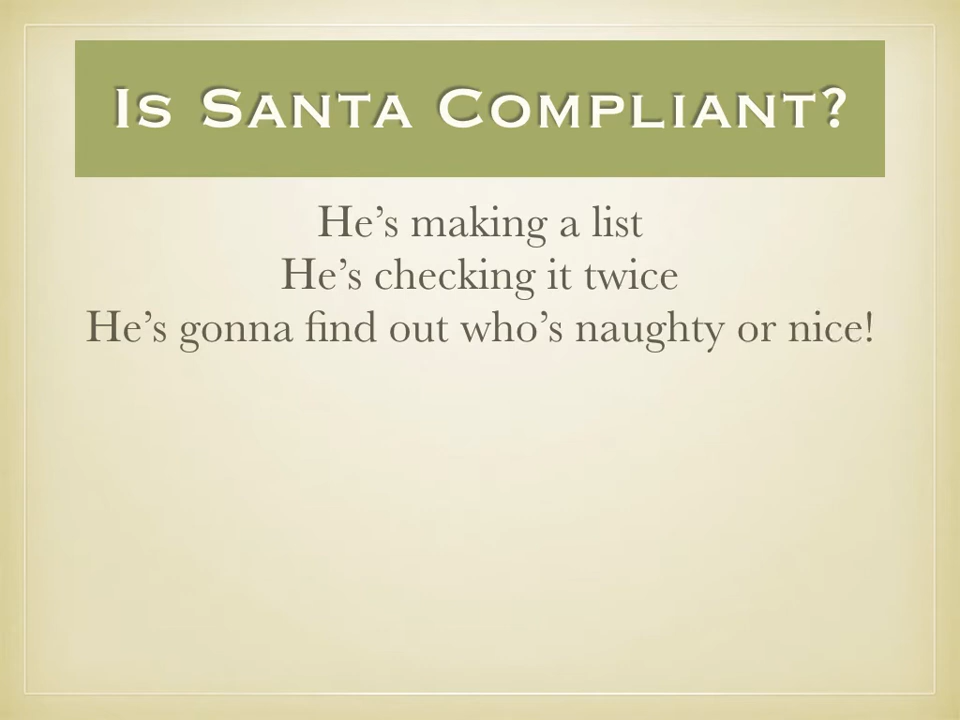 Is Santa Compliant?
He’s making a list
He’s checking it twice
He’s gonna find out who’s naughty or nice!